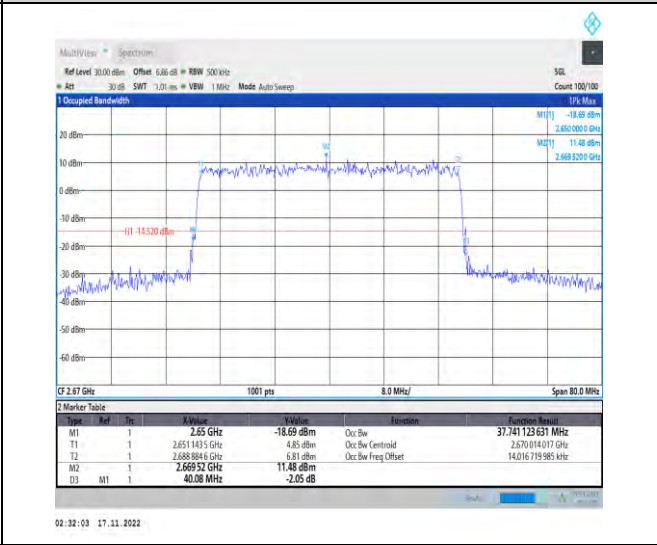 MultiView Spectrum
Ref Level 30.00 dBm Offset 6.86 dB RBW 500 kHz SGL
Att 30 dB SWT 1.01 ms VBW 1 MHz Mode Auto Sweep Count 100/100
1 Occupied Bandwidth 1Pk Max
M1[1] -18.69 dBm
2.650 000 0 GHz
20 dBm
M2[1] 11.48 dBm
2.669 520 0 GHz
10 dBm
0 dBm
-10 dBm
H1 -14.520 dBm
-20 dBm
-30 dBm
-40 dBm
-50 dBm
-60 dBm
CF 2.67 GHz 1001 pts 8.0 MHz/ Span 80.0 MHz
2 Marker Table
Type Ref Trc X-Value Y-Value Function Function Result
M1 1 2.65 GHz -18.69 dBm Occ Bw 37.741 123 631 MHz
T1 1 2.651 143 5 GHz 4.85 dBm Occ Bw Centroid 2.670 014 017 GHz
T2 1 2.688 884 6 GHz 6.81 dBm Occ Bw Freq Offset 14.016 719 985 kHz
M2 1 2.669 52 GHz 11.48 dBm
D3 M1 1 40.08 MHz -2.05 dB
02:32:03 17.11.2022